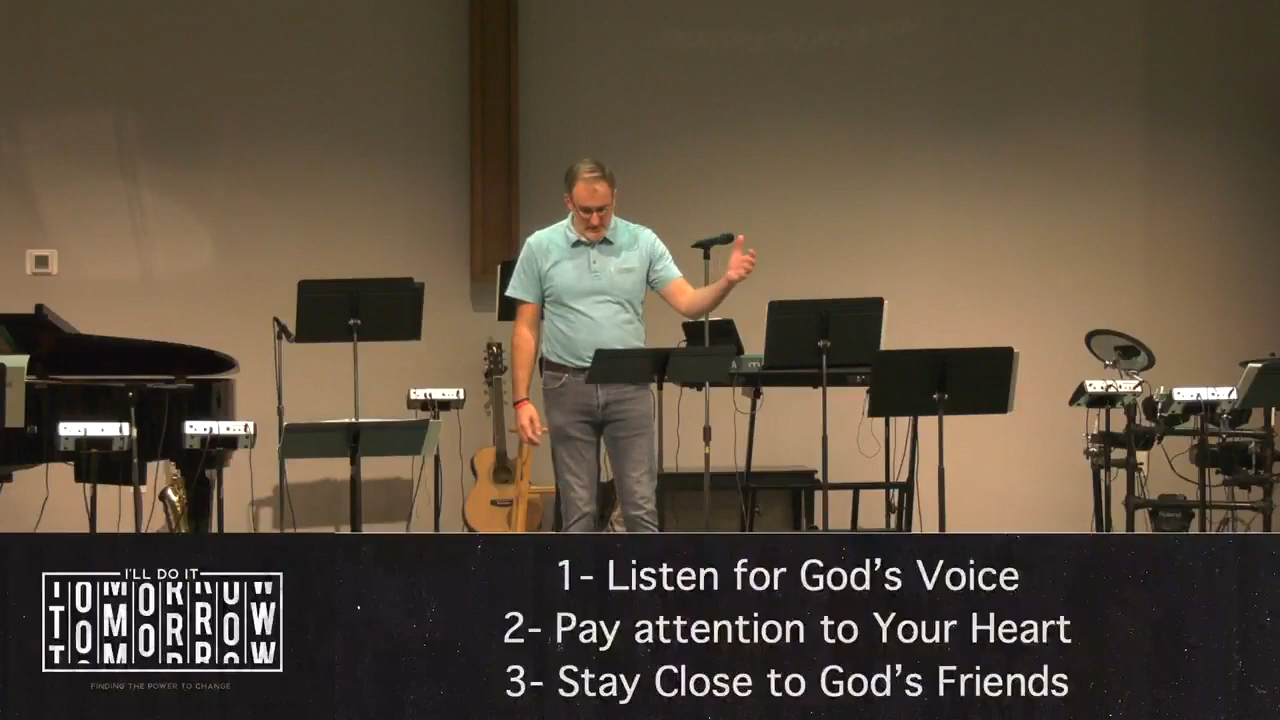 I'LL DO IT
TOMORROW
TOMORROW
FINDING THE POWER TO CHANGE
1- Listen for God's Voice
2- Pay attention to Your Heart
3- Stay Close to God's Friends